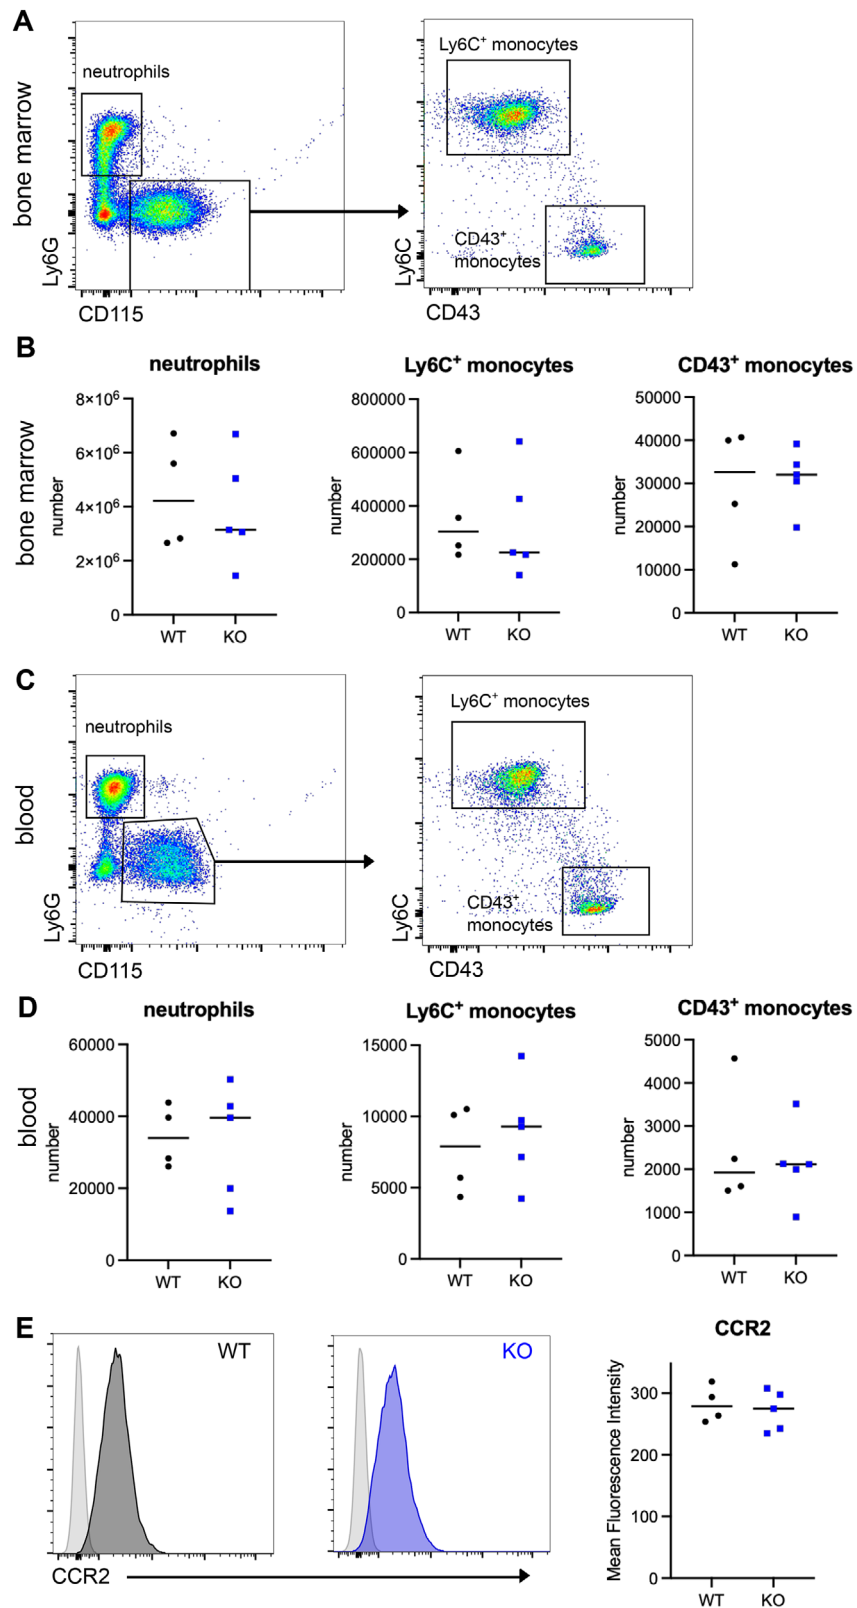 A
bone marrow
neutrophils
Ly6G
CD115
Ly6C⁺ monocytes
CD43⁺
monocytes
Ly6C
CD43
B
bone marrow
neutrophils
number
8×10⁶
6×10⁶
4×10⁶
2×10⁶
0
WT KO
Ly6C⁺ monocytes
number
800000
600000
400000
200000
0
WT KO
CD43⁺ monocytes
number
50000
40000
30000
20000
10000
0
WT KO
C
blood
neutrophils
Ly6G
CD115
Ly6C⁺ monocytes
CD43⁺
monocytes
Ly6C
CD43
D
blood
neutrophils
number
60000
40000
20000
0
WT KO
Ly6C⁺ monocytes
number
15000
10000
5000
0
WT KO
CD43⁺ monocytes
number
5000
4000
3000
2000
1000
0
WT KO
E
WT
KO
CCR2
CCR2
Mean Fluorescence Intensity
300
200
100
0
WT KO